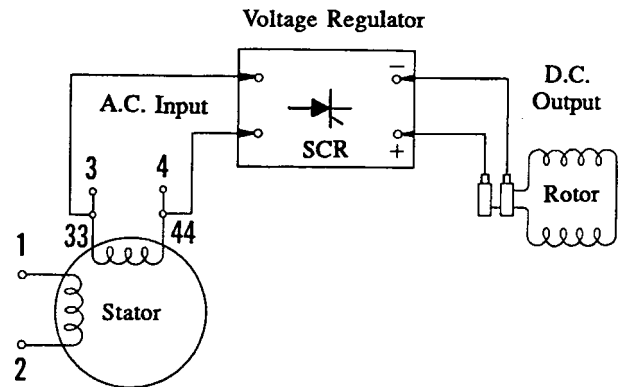 Voltage Regulator
A.C. Input
−
SCR
+
D.C.
Output
Rotor
3
4
33
44
1
2
Stator